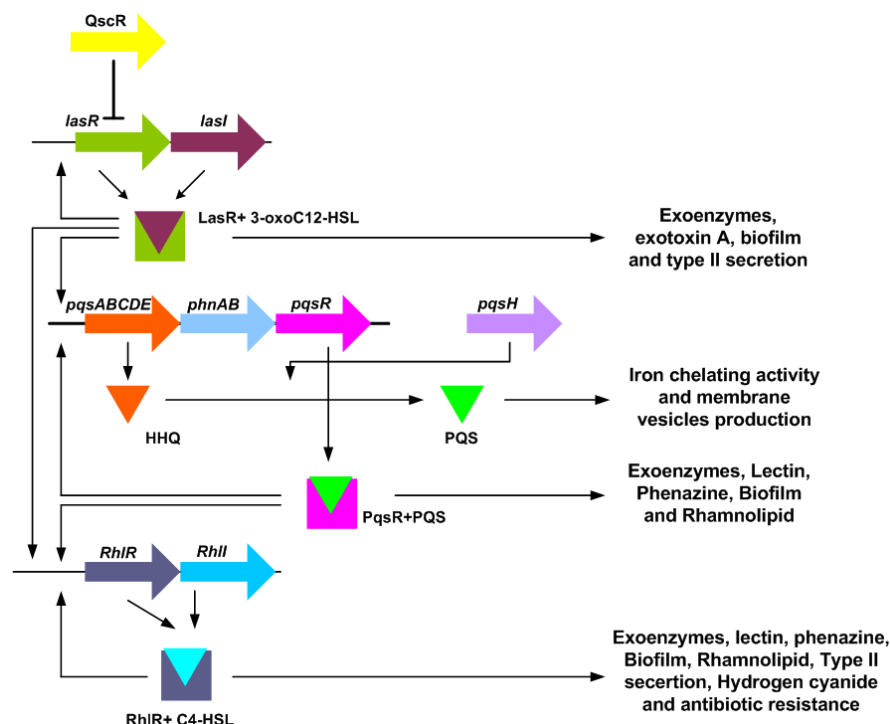 QscR
lasR
lasI
LasR+ 3-oxoC12-HSL
Exoenzymes,
exotoxin A, biofilm
and type II secretion
pqsABCDE
phnAB
pqsR
pqsH
Iron chelating activity
and membrane
vesicles production
HHQ
PQS
Exoenzymes, Lectin,
Phenazine, Biofilm
and Rhamnolipid
PqsR+PQS
RhlR
RhlI
Exoenzymes, lectin, phenazine,
Biofilm, Rhamnolipid, Type II
secertion, Hydrogen cyanide
and antibiotic resistance
RhlR+ C4-HSL